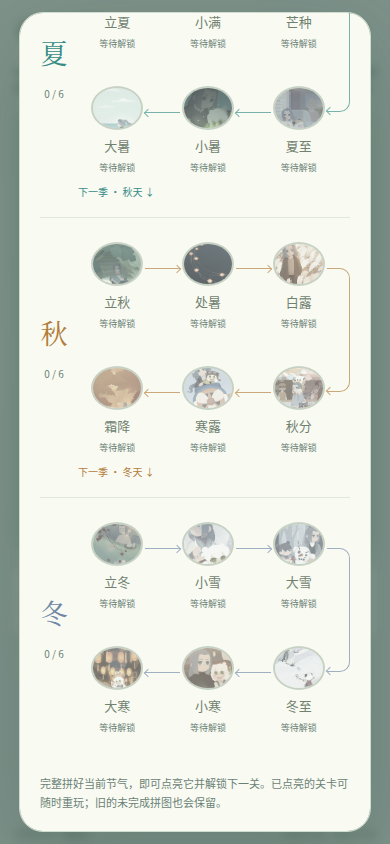 立夏 小满 芒种
等待解锁 等待解锁 等待解锁
夏
0 / 6
大暑 小暑 夏至
等待解锁 等待解锁 等待解锁
下一季 · 秋天 ↓
立秋 处暑 白露
等待解锁 等待解锁 等待解锁
秋
0 / 6
霜降 寒露 秋分
等待解锁 等待解锁 等待解锁
下一季 · 冬天 ↓
立冬 小雪 大雪
等待解锁 等待解锁 等待解锁
冬
0 / 6
大寒 小寒 冬至
等待解锁 等待解锁 等待解锁
完整拼好当前节气，即可点亮它并解锁下一关。已点亮的关卡可
随时重玩；旧的未完成拼图也会保留。